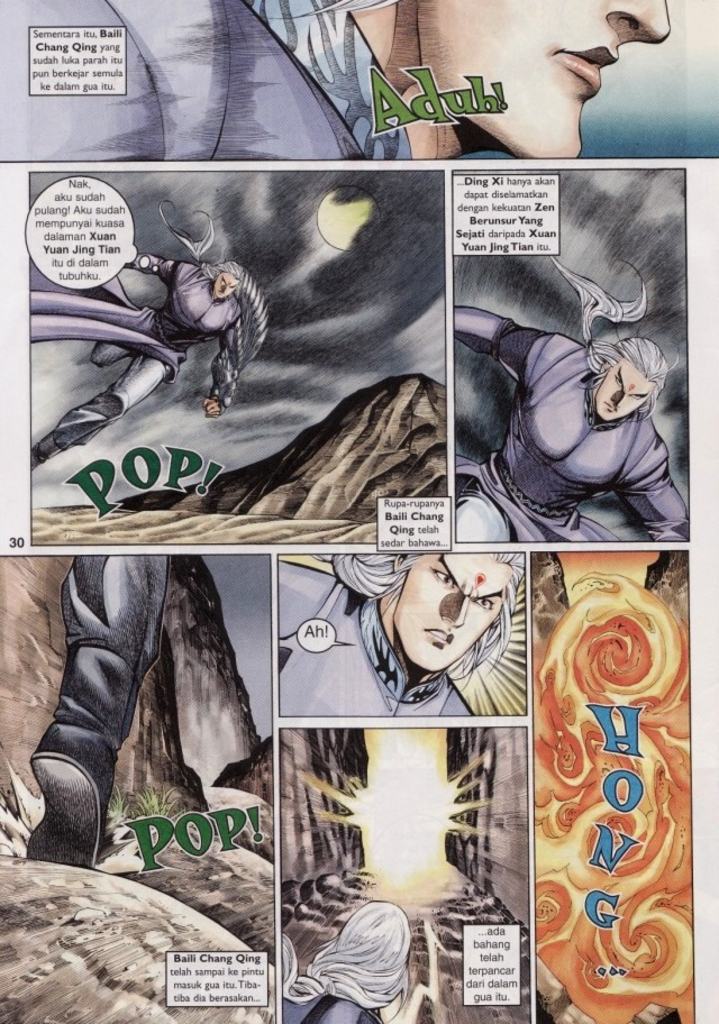 Sementara itu, Baili
Chang Qing yang
sudah luka parah itu
pun berkejar semula
ke dalam gua itu.
Aduh!
Nak,
aku sudah
pulang! Aku sudah
mempunyai kuasa
dalaman Xuan
Yuan Jing Tian
itu di dalam
tubuhku.
POP!
Rupa-rupanya
Baili Chang
Qing telah
sedar bahawa...
...Ding Xi hanya akan
dapat diselamatkan
dengan kekuatan Zen
Berunsur Yang
Sejati daripada Xuan
Yuan Jing Tian itu.
30
POP!
Baili Chang Qing
telah sampai ke pintu
masuk gua itu. Tiba-
tiba dia berasakan...
Ah!
...ada
bahang
telah
terpancar
dari dalam
gua itu.
HONG...